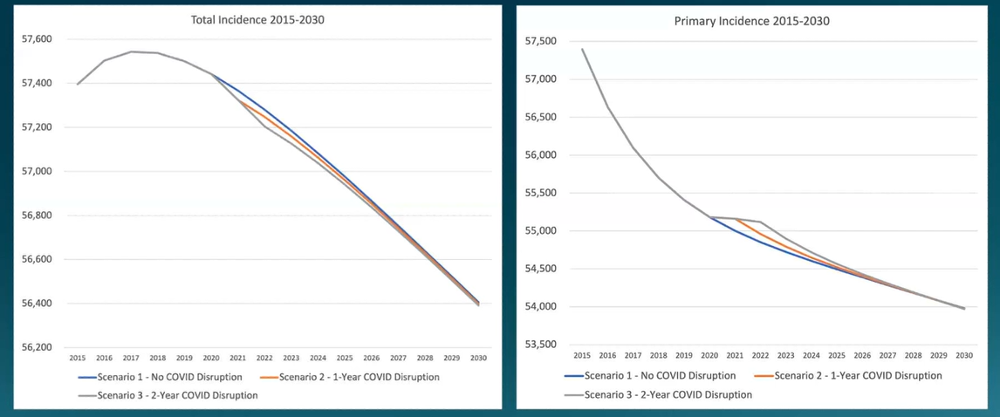 Total Incidence 2015-2030
57,600
57,400
57,200
57,000
56,800
56,600
56,400
56,200
2015 2016 2017 2018 2019 2020 2021 2022 2023 2024 2025 2026 2027 2028 2029 2030
Scenario 1 - No COVID Disruption Scenario 2 - 1-Year COVID Disruption
Scenario 3 - 2-Year COVID Disruption
Primary Incidence 2015-2030
57,500
57,000
56,500
56,000
55,500
55,000
54,500
54,000
53,500
2015 2016 2017 2018 2019 2020 2021 2022 2023 2024 2025 2026 2027 2028 2029 2030
Scenario 1 - No COVID Disruption Scenario 2 - 1-Year COVID Disruption
Scenario 3 - 2-Year COVID Disruption